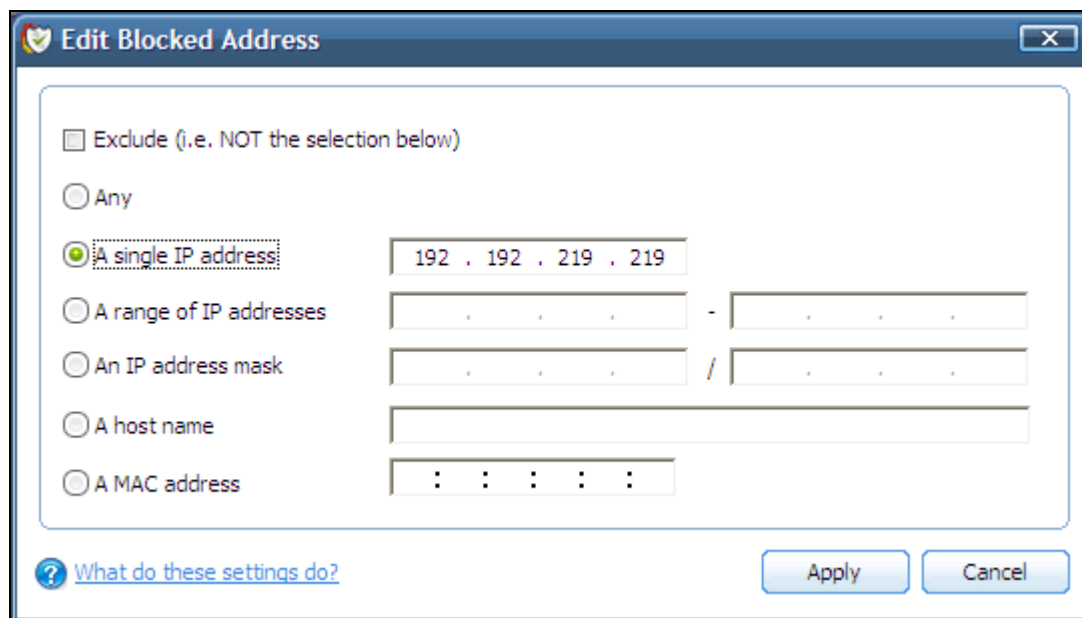 Edit Blocked Address
Exclude (i.e. NOT the selection below)
Any
A single IP address 192 . 192 . 219 . 219
A range of IP addresses . . . - . . .
An IP address mask . . . / . . .
A host name
A MAC address : : : : :
What do these settings do? Apply Cancel